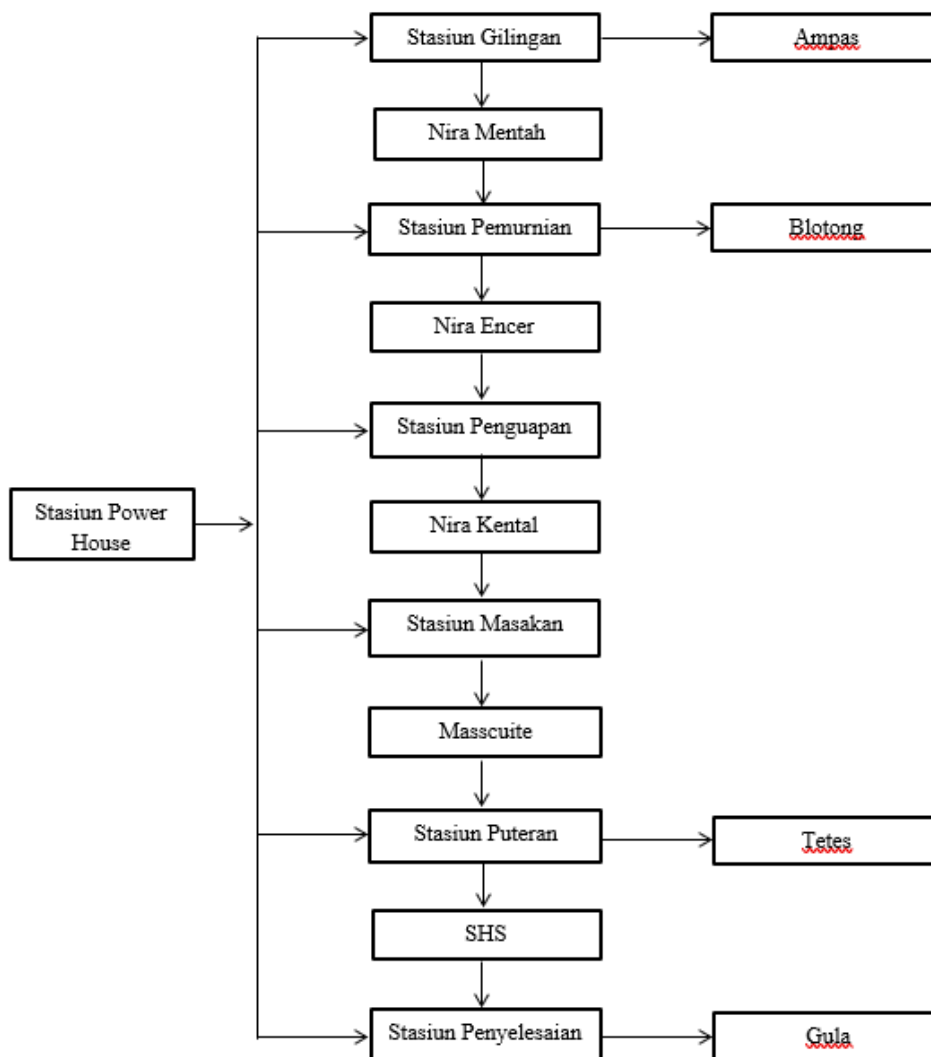 Stasiun Gilingan
Ampas
Nira Mentah
Stasiun Pemurnian
Blotong
Nira Encer
Stasiun Penguapan
Stasiun Power
House
Nira Kental
Stasiun Masakan
Masscuite
Stasiun Puteran
Tetes
SHS
Stasiun Penyelesaian
Gula